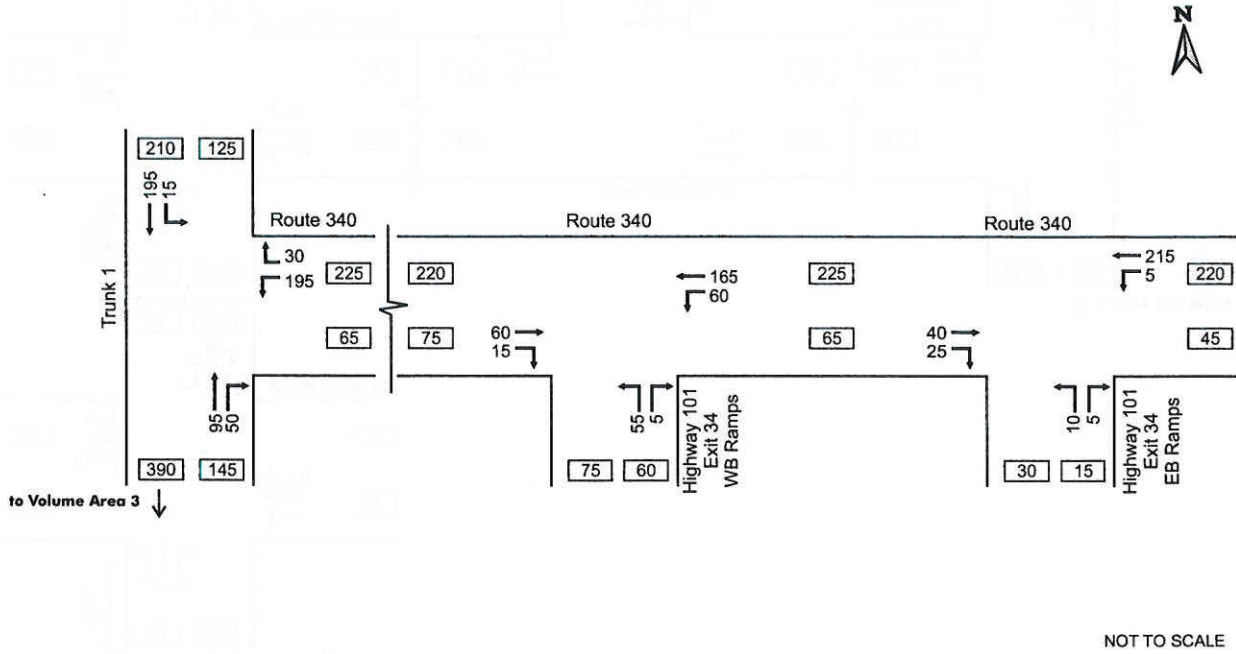 N
210 125
195
15
Route 340 Route 340 Route 340
Trunk 1
30
195
225 220
165
60
225
215
5
220
65 75
60
15
65
40
25
45
95
50
55
5
10
5
390 145
75 60
Highway 101
Exit 34
WB Ramps
30 15
Highway 101
Exit 34
EB Ramps
to Volume Area 3
NOT TO SCALE